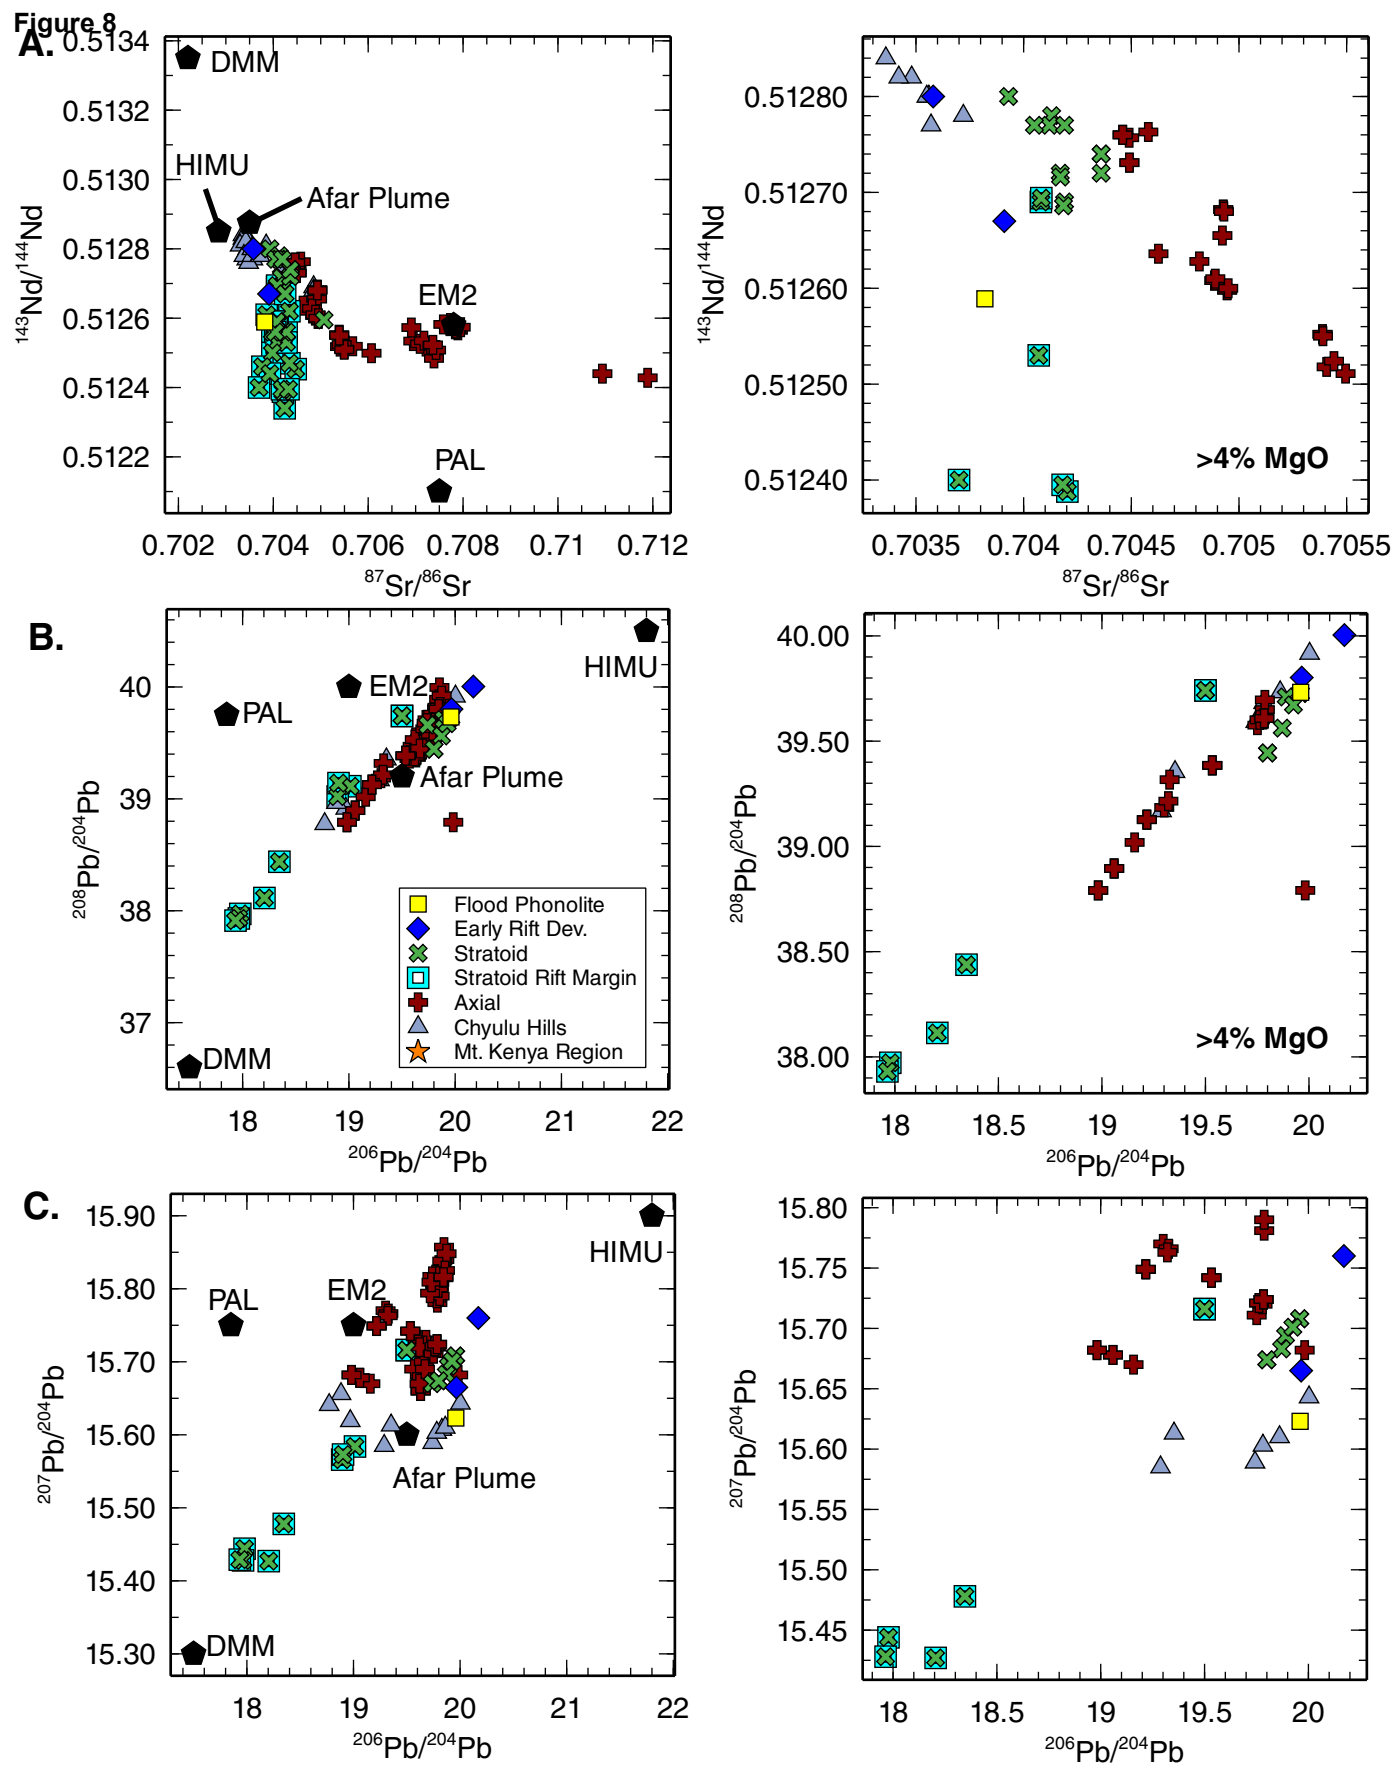 Figure 8
A.
0.5134
0.5132
0.5130
0.5128
0.5126
0.5124
0.5122
143Nd/144Nd
DMM
HIMU
Afar Plume
EM2
PAL
0.702 0.704 0.706 0.708 0.71 0.712
87Sr/86Sr
0.51280
0.51270
0.51260
0.51250
0.51240
143Nd/144Nd
>4% MgO
0.7035 0.704 0.7045 0.705 0.7055
87Sr/86Sr
B.
40
39
38
37
208Pb/204Pb
HIMU
EM2
PAL
Afar Plume
Flood Phonolite
Early Rift Dev.
Stratoid
Stratoid Rift Margin
Axial
Chyulu Hills
Mt. Kenya Region
DMM
18 19 20 21 22
206Pb/204Pb
40.00
39.50
39.00
38.50
38.00
208Pb/204Pb
>4% MgO
18 18.5 19 19.5 20
206Pb/204Pb
C.
15.90
15.80
15.70
15.60
15.50
15.40
15.30
207Pb/204Pb
HIMU
PAL
EM2
Afar Plume
DMM
18 19 20 21 22
206Pb/204Pb
15.80
15.75
15.70
15.65
15.60
15.55
15.50
15.45
207Pb/204Pb
18 18.5 19 19.5 20
206Pb/204Pb